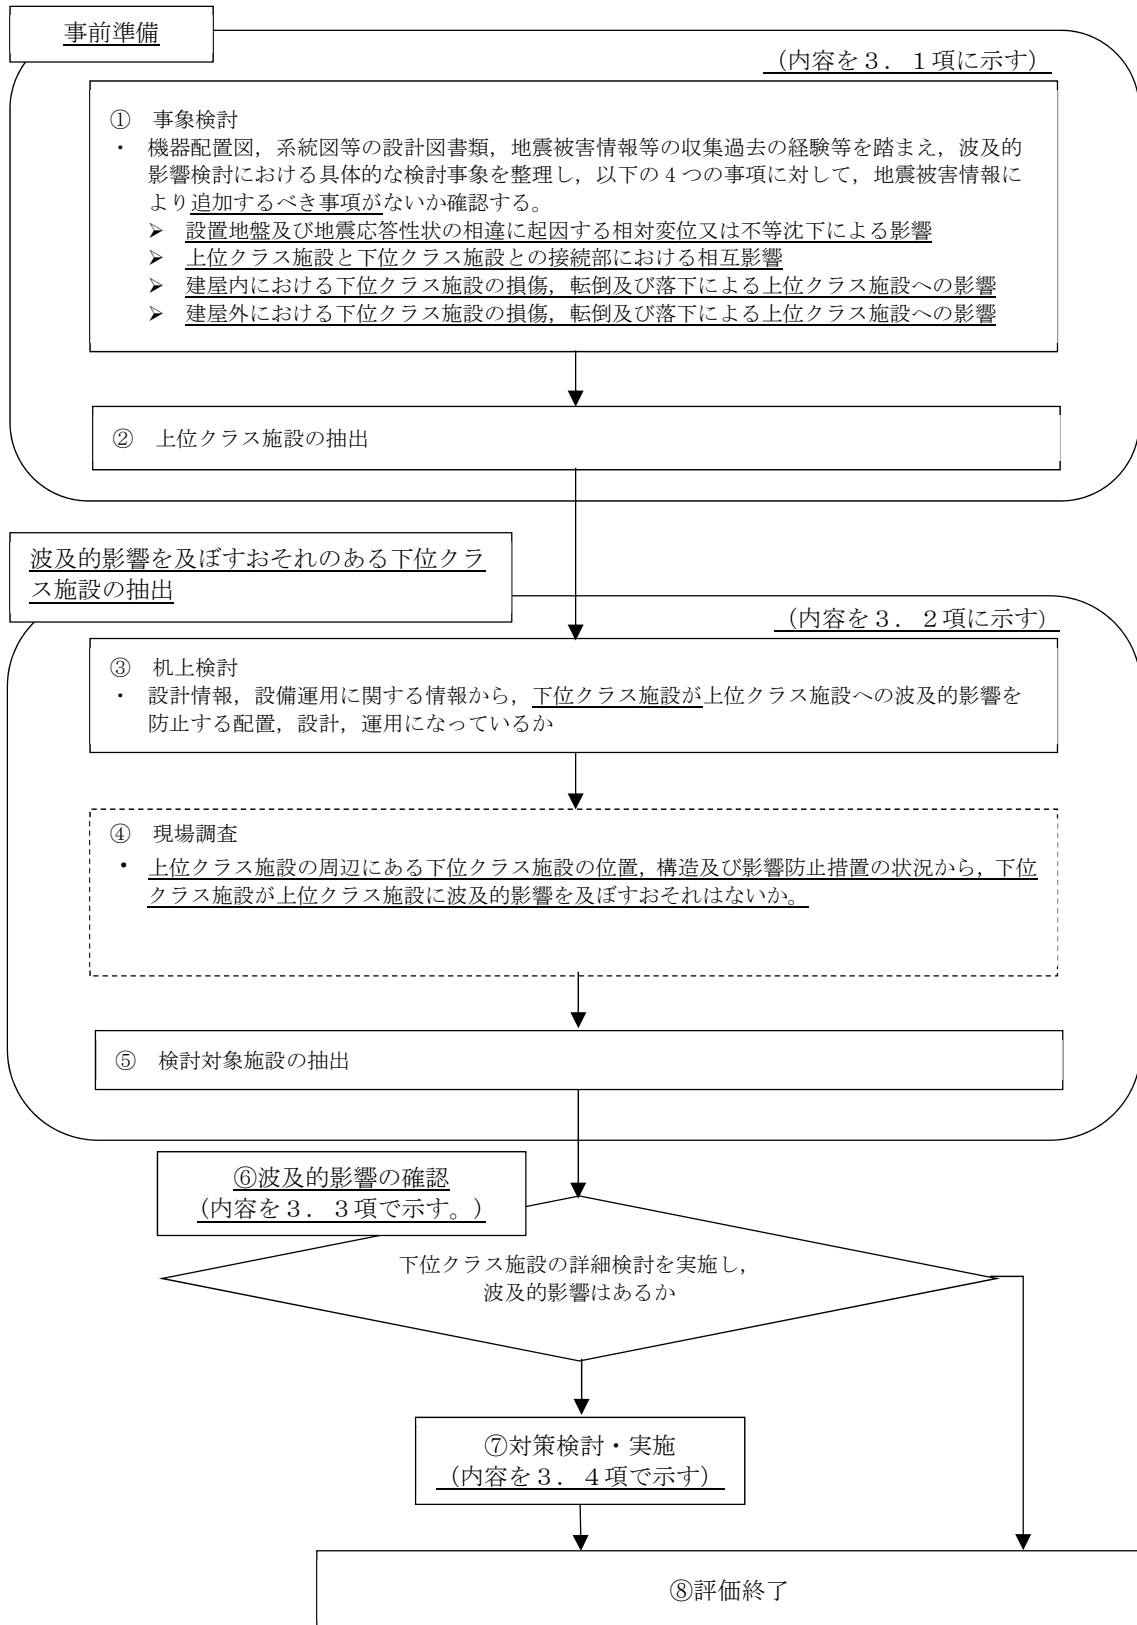 事前準備
(内容を3．1項に示す)
① 事象検討
・ 機器配置図，系統図等の設計図書類，地震被害情報等の収集過去の経験等を踏まえ，波及的
影響検討における具体的な検討事象を整理し，以下の4つの事項に対して，地震被害情報に
より追加するべき事項がないか確認する。
➢ 設置地盤及び地震応答性状の相違に起因する相対変位又は不等沈下による影響
➢ 上位クラス施設と下位クラス施設との接続部における相互影響
➢ 建屋内における下位クラス施設の損傷，転倒及び落下による上位クラス施設への影響
➢ 建屋外における下位クラス施設の損傷，転倒及び落下による上位クラス施設への影響
② 上位クラス施設の抽出
波及的影響を及ぼすおそれのある下位クラ
ス施設の抽出
(内容を3．2項に示す)
③ 机上検討
・ 設計情報，設備運用に関する情報から，下位クラス施設が上位クラス施設への波及的影響を
防止する配置，設計，運用になっているか
④ 現場調査
・ 上位クラス施設の周辺にある下位クラス施設の位置，構造及び影響防止措置の状況から，下位
クラス施設が上位クラス施設に波及的影響を及ぼすおそれはないか。
⑤ 検討対象施設の抽出
⑥波及的影響の確認
(内容を3．3項で示す。)
下位クラス施設の詳細検討を実施し，
波及的影響はあるか
⑦対策検討・実施
(内容を3．4項で示す)
⑧評価終了